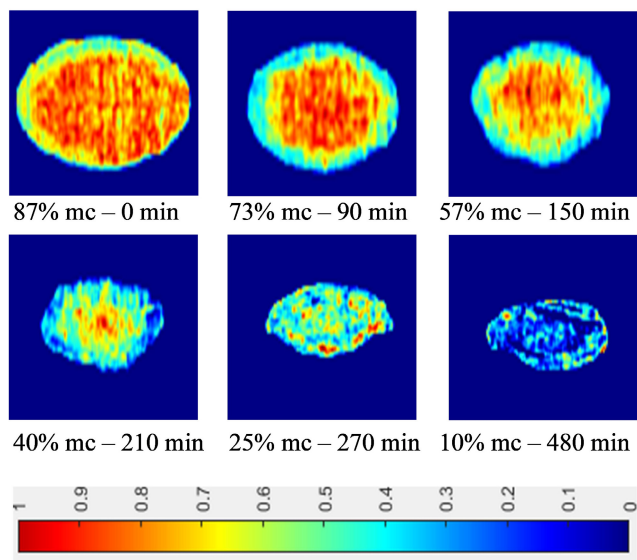 87% mc – 0 min
73% mc – 90 min
57% mc – 150 min
40% mc – 210 min
25% mc – 270 min
10% mc – 480 min
1 0.9 0.8 0.7 0.6 0.5 0.4 0.3 0.2 0.1 0